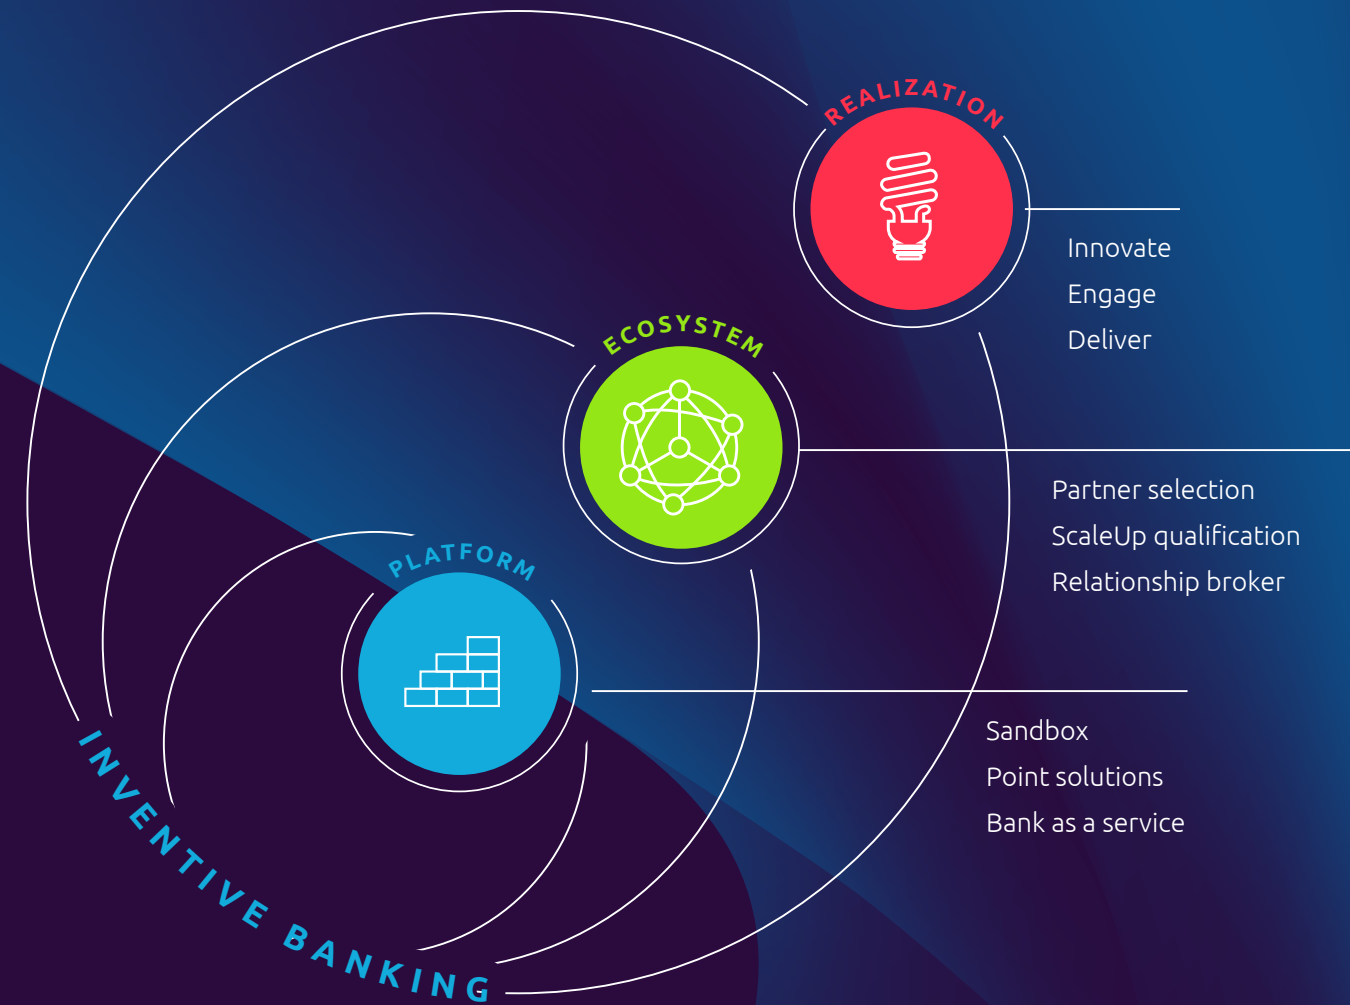 REALIZATION
Innovate
Engage
Deliver
ECOSYSTEM
Partner selection
ScaleUp qualification
Relationship broker
PLATFORM
Sandbox
Point solutions
Bank as a service
INVENTIVE BANKING